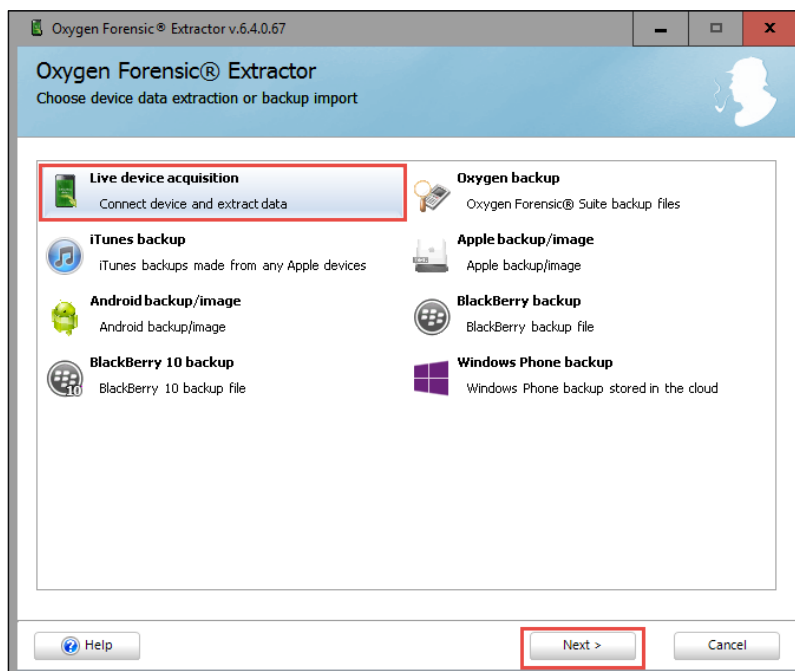 Oxygen Forensic® Extractor v.6.4.0.67
Oxygen Forensic® Extractor
Choose device data extraction or backup import
Live device acquisition
Connect device and extract data
Oxygen backup
Oxygen Forensic® Suite backup files
iTunes backup
iTunes backups made from any Apple devices
Apple backup/image
Apple backup/image
Android backup/image
Android backup/image
BlackBerry backup
BlackBerry backup file
BlackBerry 10 backup
10
BlackBerry 10 backup file
Windows Phone backup
Windows Phone backup stored in the cloud
Help
Next >
Cancel